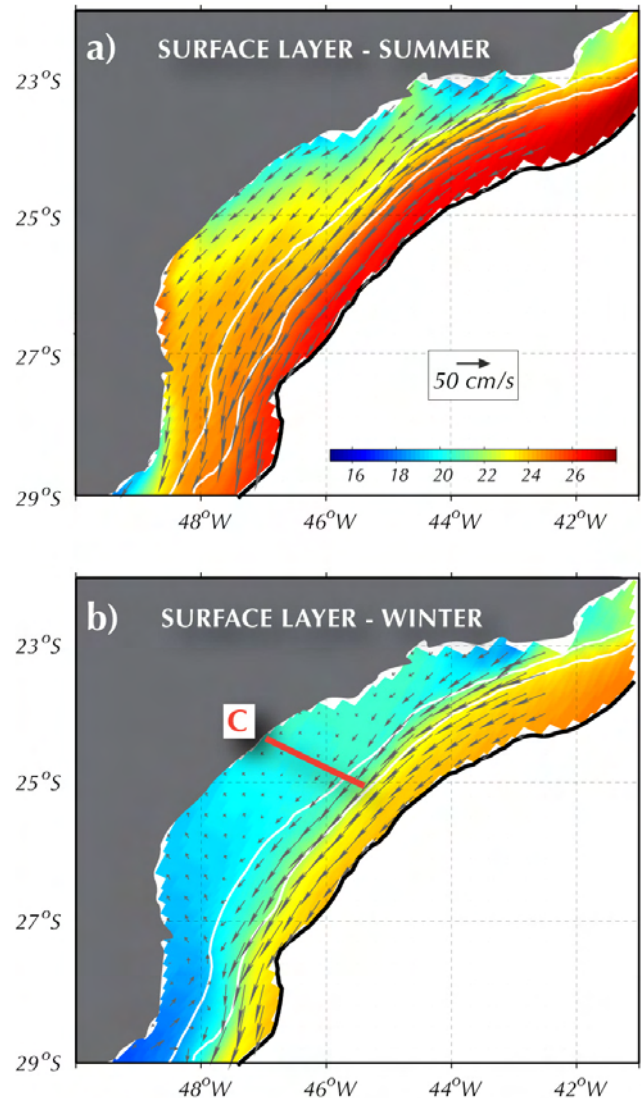 a) SURFACE LAYER - SUMMER
23°S
25°S
27°S
29°S
50 cm/s
16 18 20 22 24 26
48°W 46°W 44°W 42°W
b) SURFACE LAYER - WINTER
23°S
C
25°S
27°S
29°S
48°W 46°W 44°W 42°W